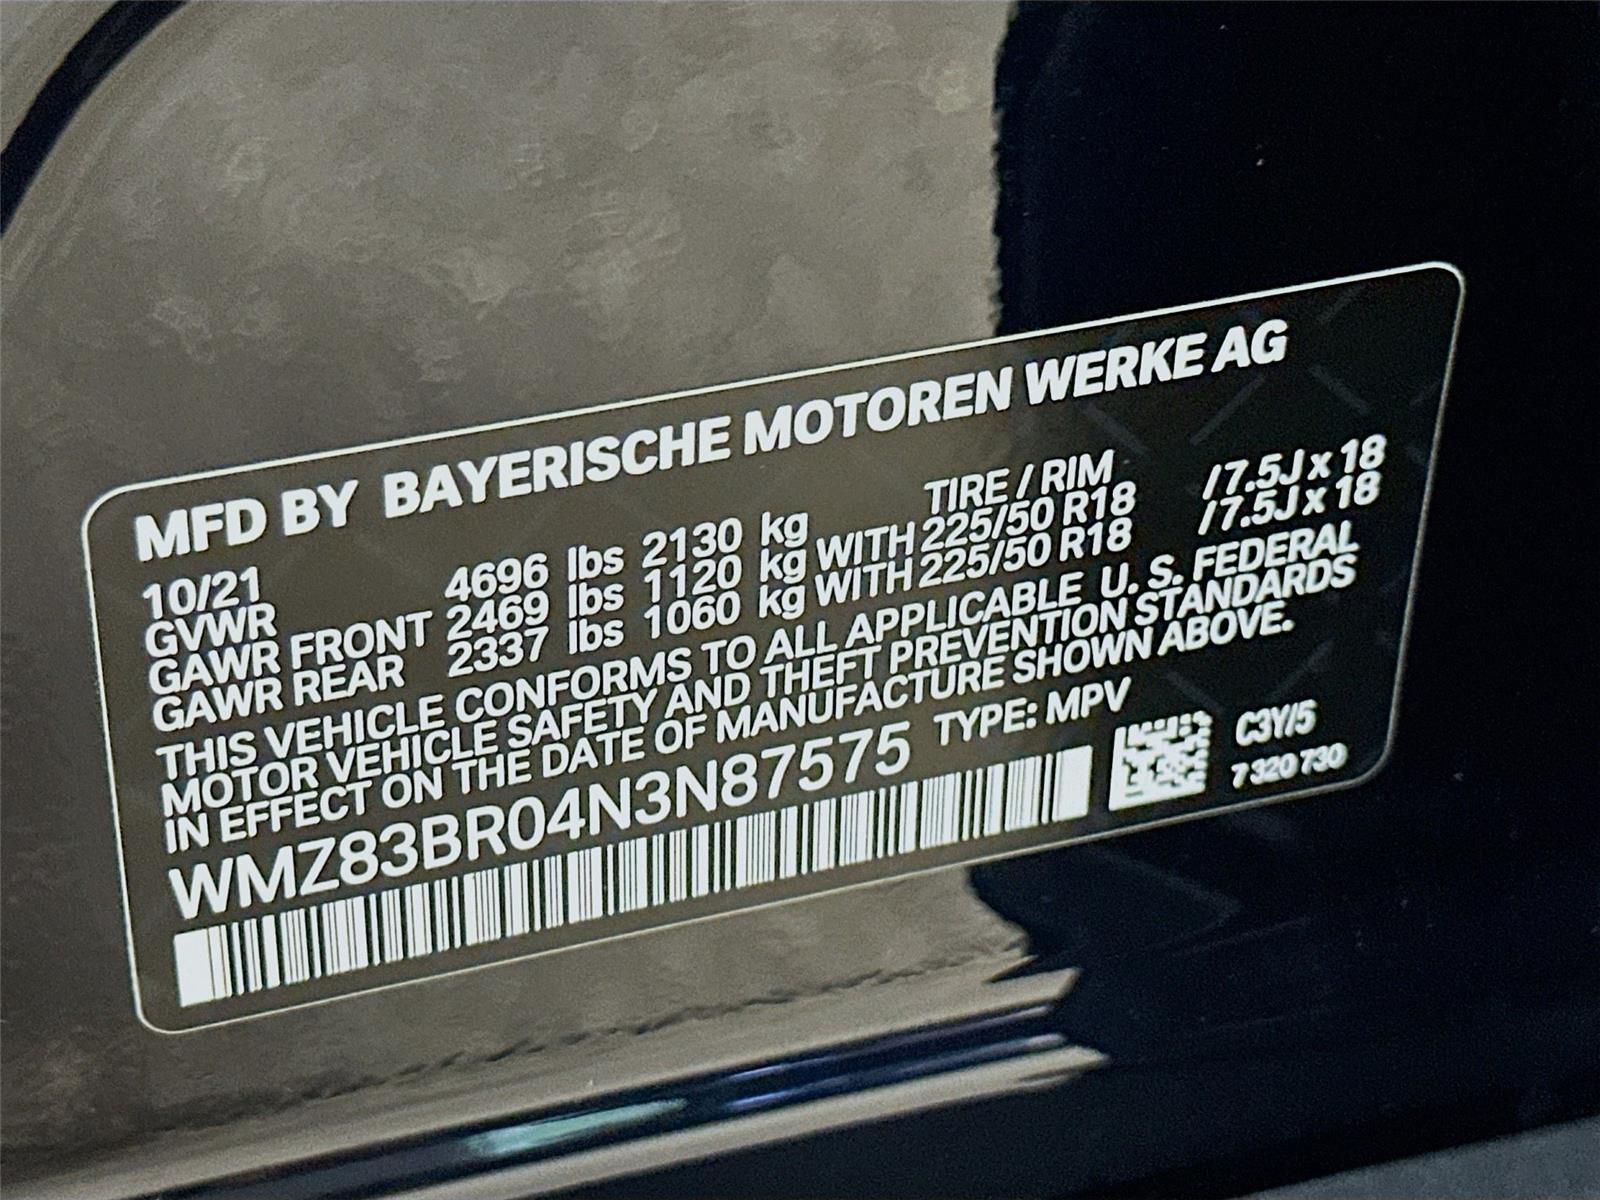 MFD BY BAYERISCHE MOTOREN WERKE AG
10/21 TIRE / RIM
GVWR 4696 lbs 2130 kg
GAWR FRONT 2469 lbs 1120 kg WITH 225/50 R18 /7.5J x 18
GAWR REAR 2337 lbs 1060 kg WITH 225/50 R18 /7.5J x 18
THIS VEHICLE CONFORMS TO ALL APPLICABLE U. S. FEDERAL
MOTOR VEHICLE SAFETY AND THEFT PREVENTION STANDARDS
IN EFFECT ON THE DATE OF MANUFACTURE SHOWN ABOVE.
WMZ83BR04N3N87575 TYPE: MPV
C3Y/5
7 320 730